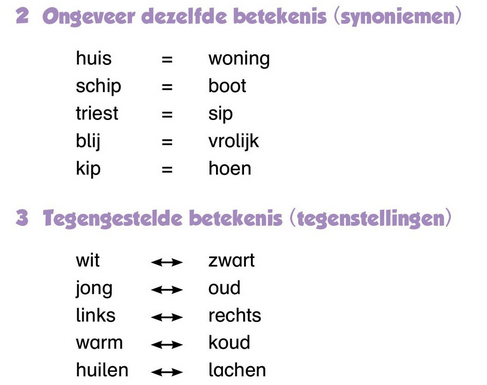 2 Ongeveer dezelfde betekenis (synoniemen)
huis = woning
schip = boot
triest = sip
blij = vrolijk
kip = hoen
3 Tegengestelde betekenis (tegenstellingen)
wit ↔ zwart
jong ↔ oud
links ↔ rechts
warm ↔ koud
huilen ↔ lachen